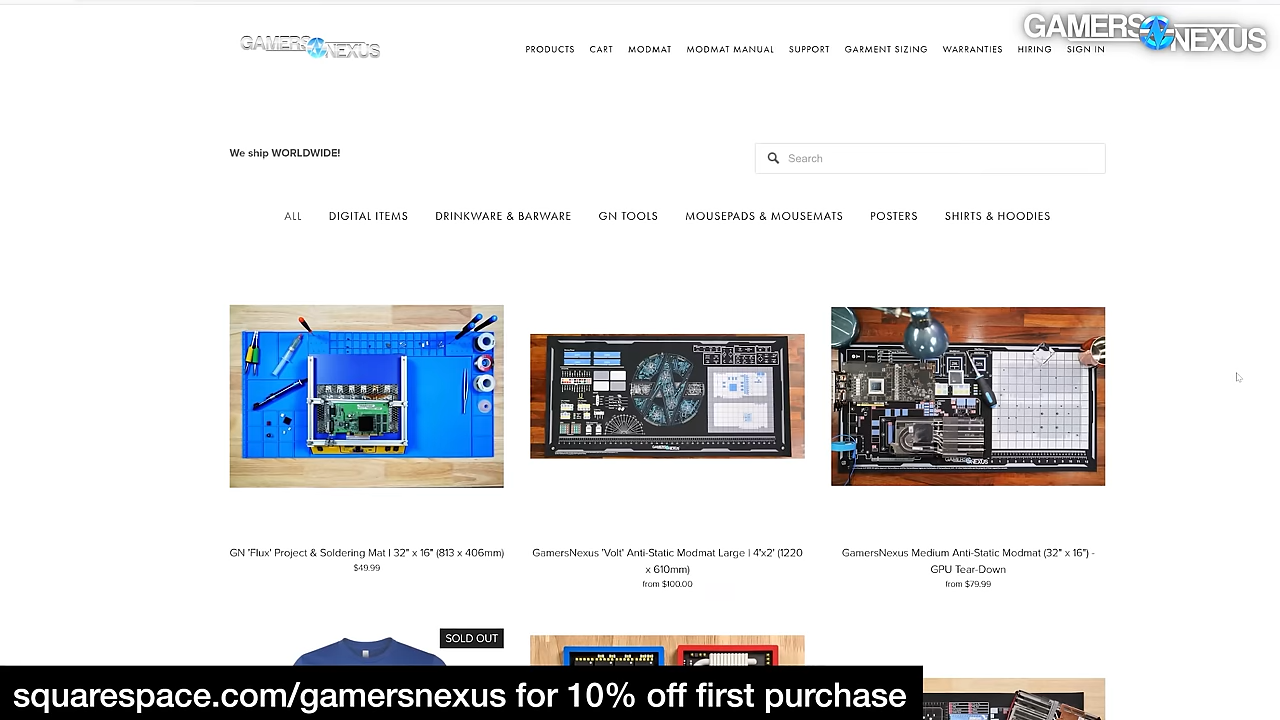 GAMERS NEXUS
GAMERS NEXUS
PRODUCTS CART MODMAT MODMAT MANUAL SUPPORT GARMENT SIZING WARRANTIES HIRING SIGN IN
We ship WORLDWIDE!
Search
ALL DIGITAL ITEMS DRINKWARE & BARWARE GN TOOLS MOUSEPADS & MOUSEMATS POSTERS SHIRTS & HOODIES
GN 'Flux' Project & Soldering Mat | 32" x 16" (813 x 406mm)
$49.99
GamersNexus 'Volt' Anti-Static Modmat Large | 4'x2' (1220
x 610mm)
from $100.00
GamersNexus Medium Anti-Static Modmat (32" x 16") -
GPU Tear-Down
from $79.99
SOLD OUT
squarespace.com/gamersnexus for 10% off first purchase